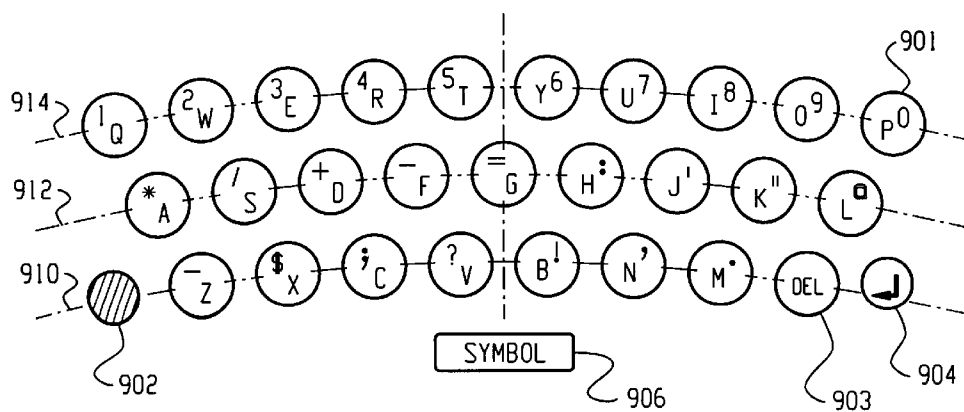 901
914 1Q 2W 3E 4R 5T Y6 U7 I8 O9 P0
912 *A /S +D -F =G H: J' K" L@
910 -Z $X ;C ?V B! N, M. DEL ↵
SYMBOL
902 906 903 904